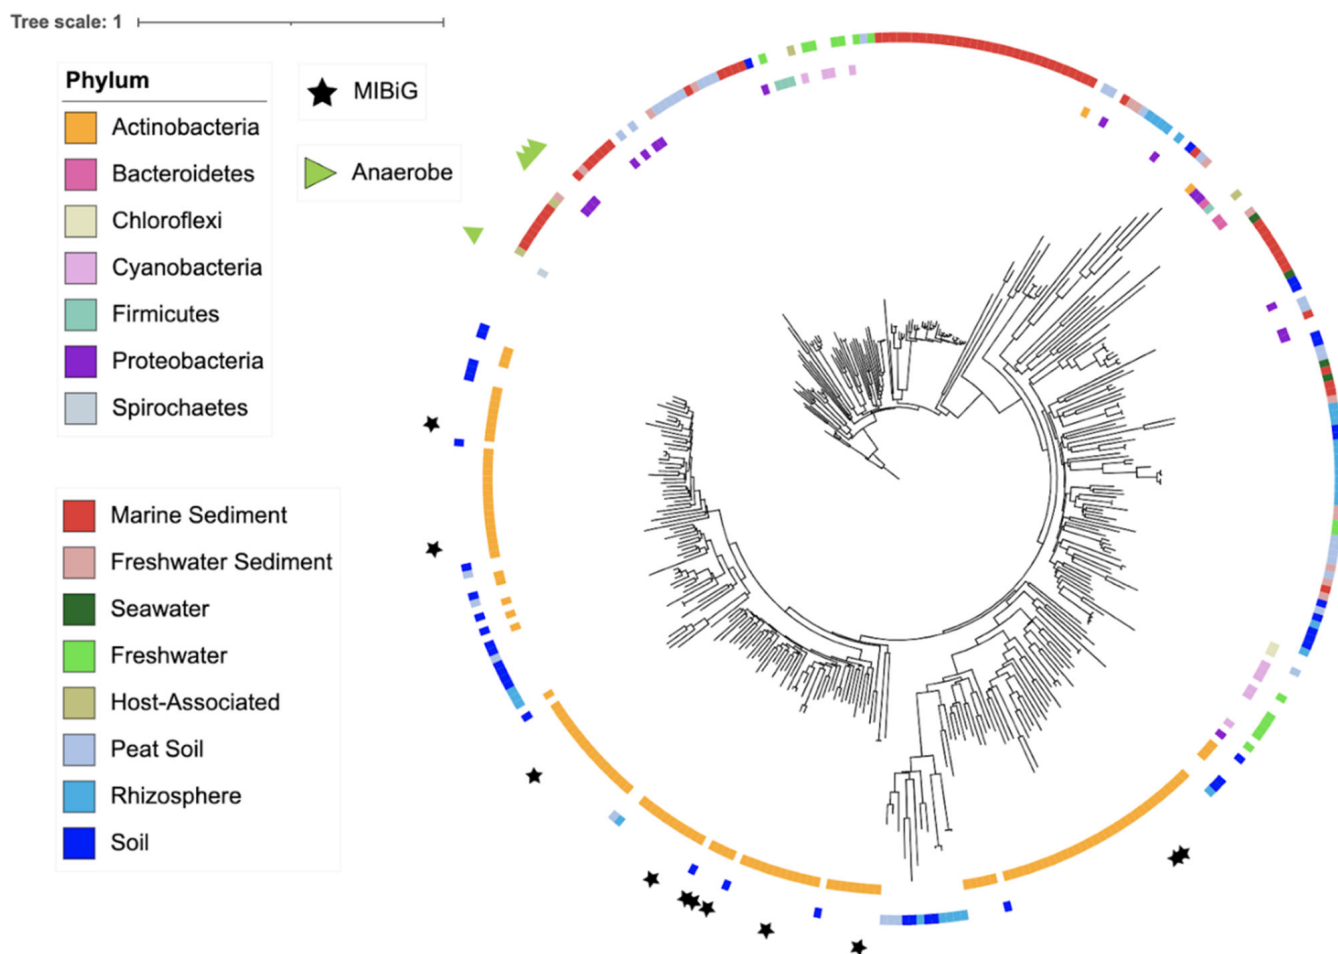 Tree scale: 1
Phylum
Actinobacteria
Bacteroidetes
Chloroflexi
Cyanobacteria
Firmicutes
Proteobacteria
Spirochaetes
MIBiG
Anaerobe
Marine Sediment
Freshwater Sediment
Seawater
Freshwater
Host-Associated
Peat Soil
Rhizosphere
Soil